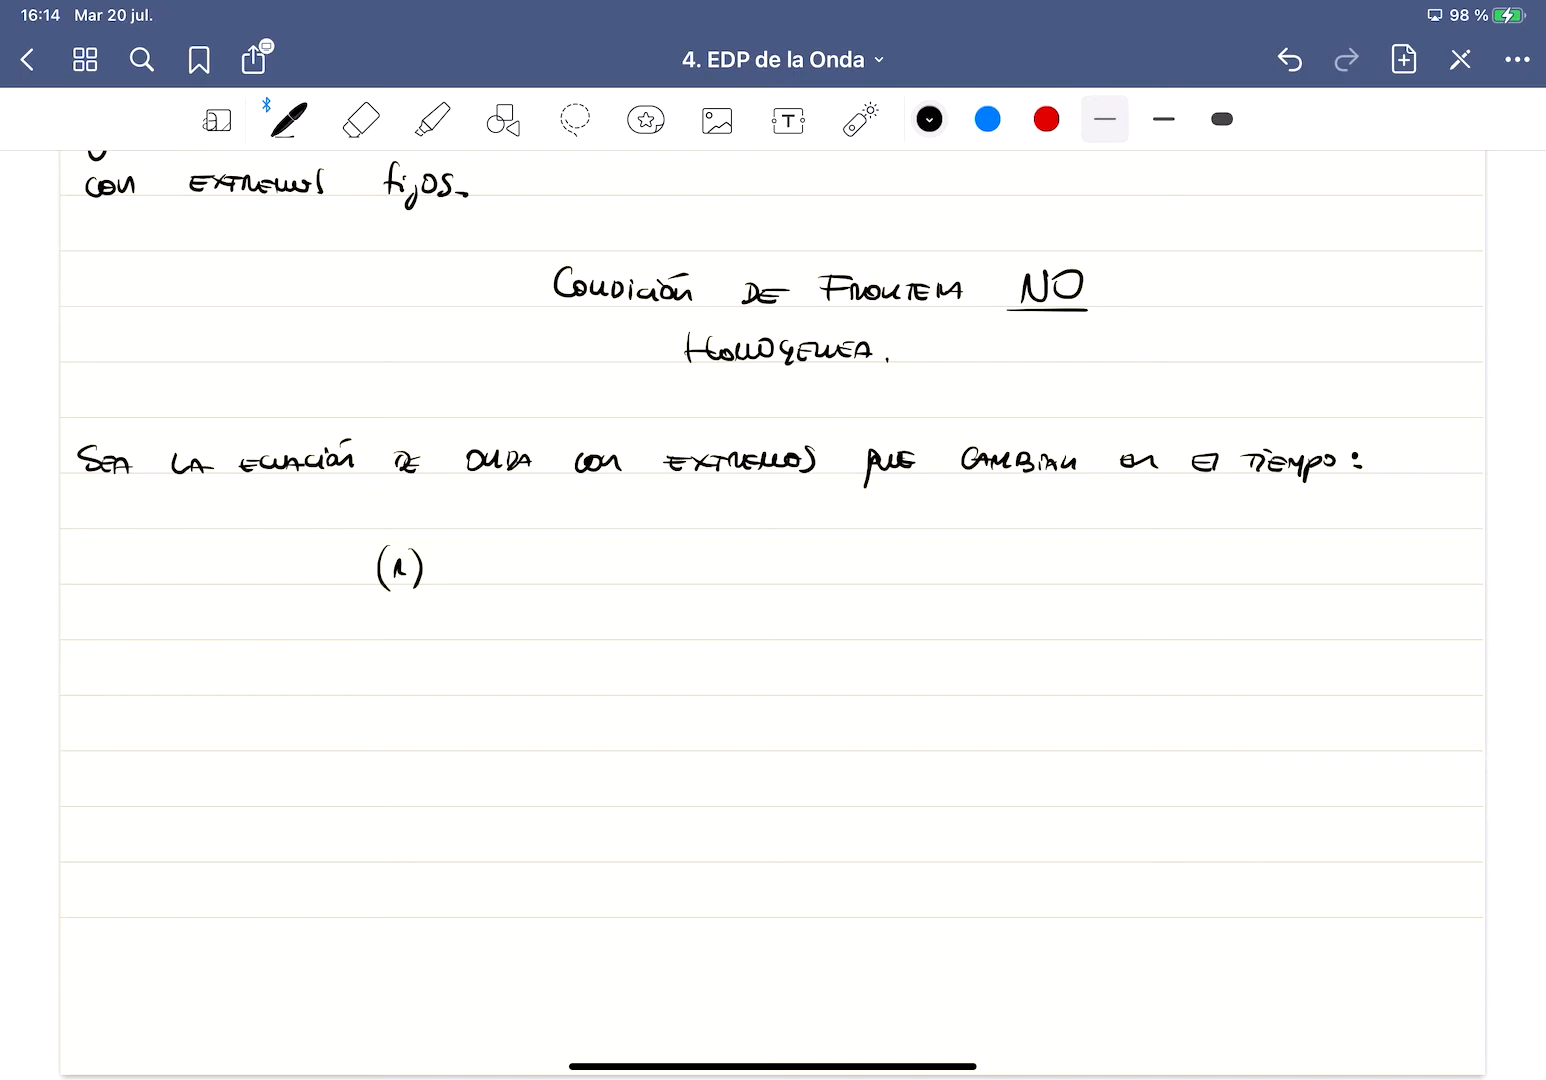 16:14 Mar 20 jul. 98 %
4. EDP de la Onda
T
con extremos fijos.
Condición de Frontera NO
Homogenea.
Sea la ecuación de onda con extremos que cambian en el tiempo: